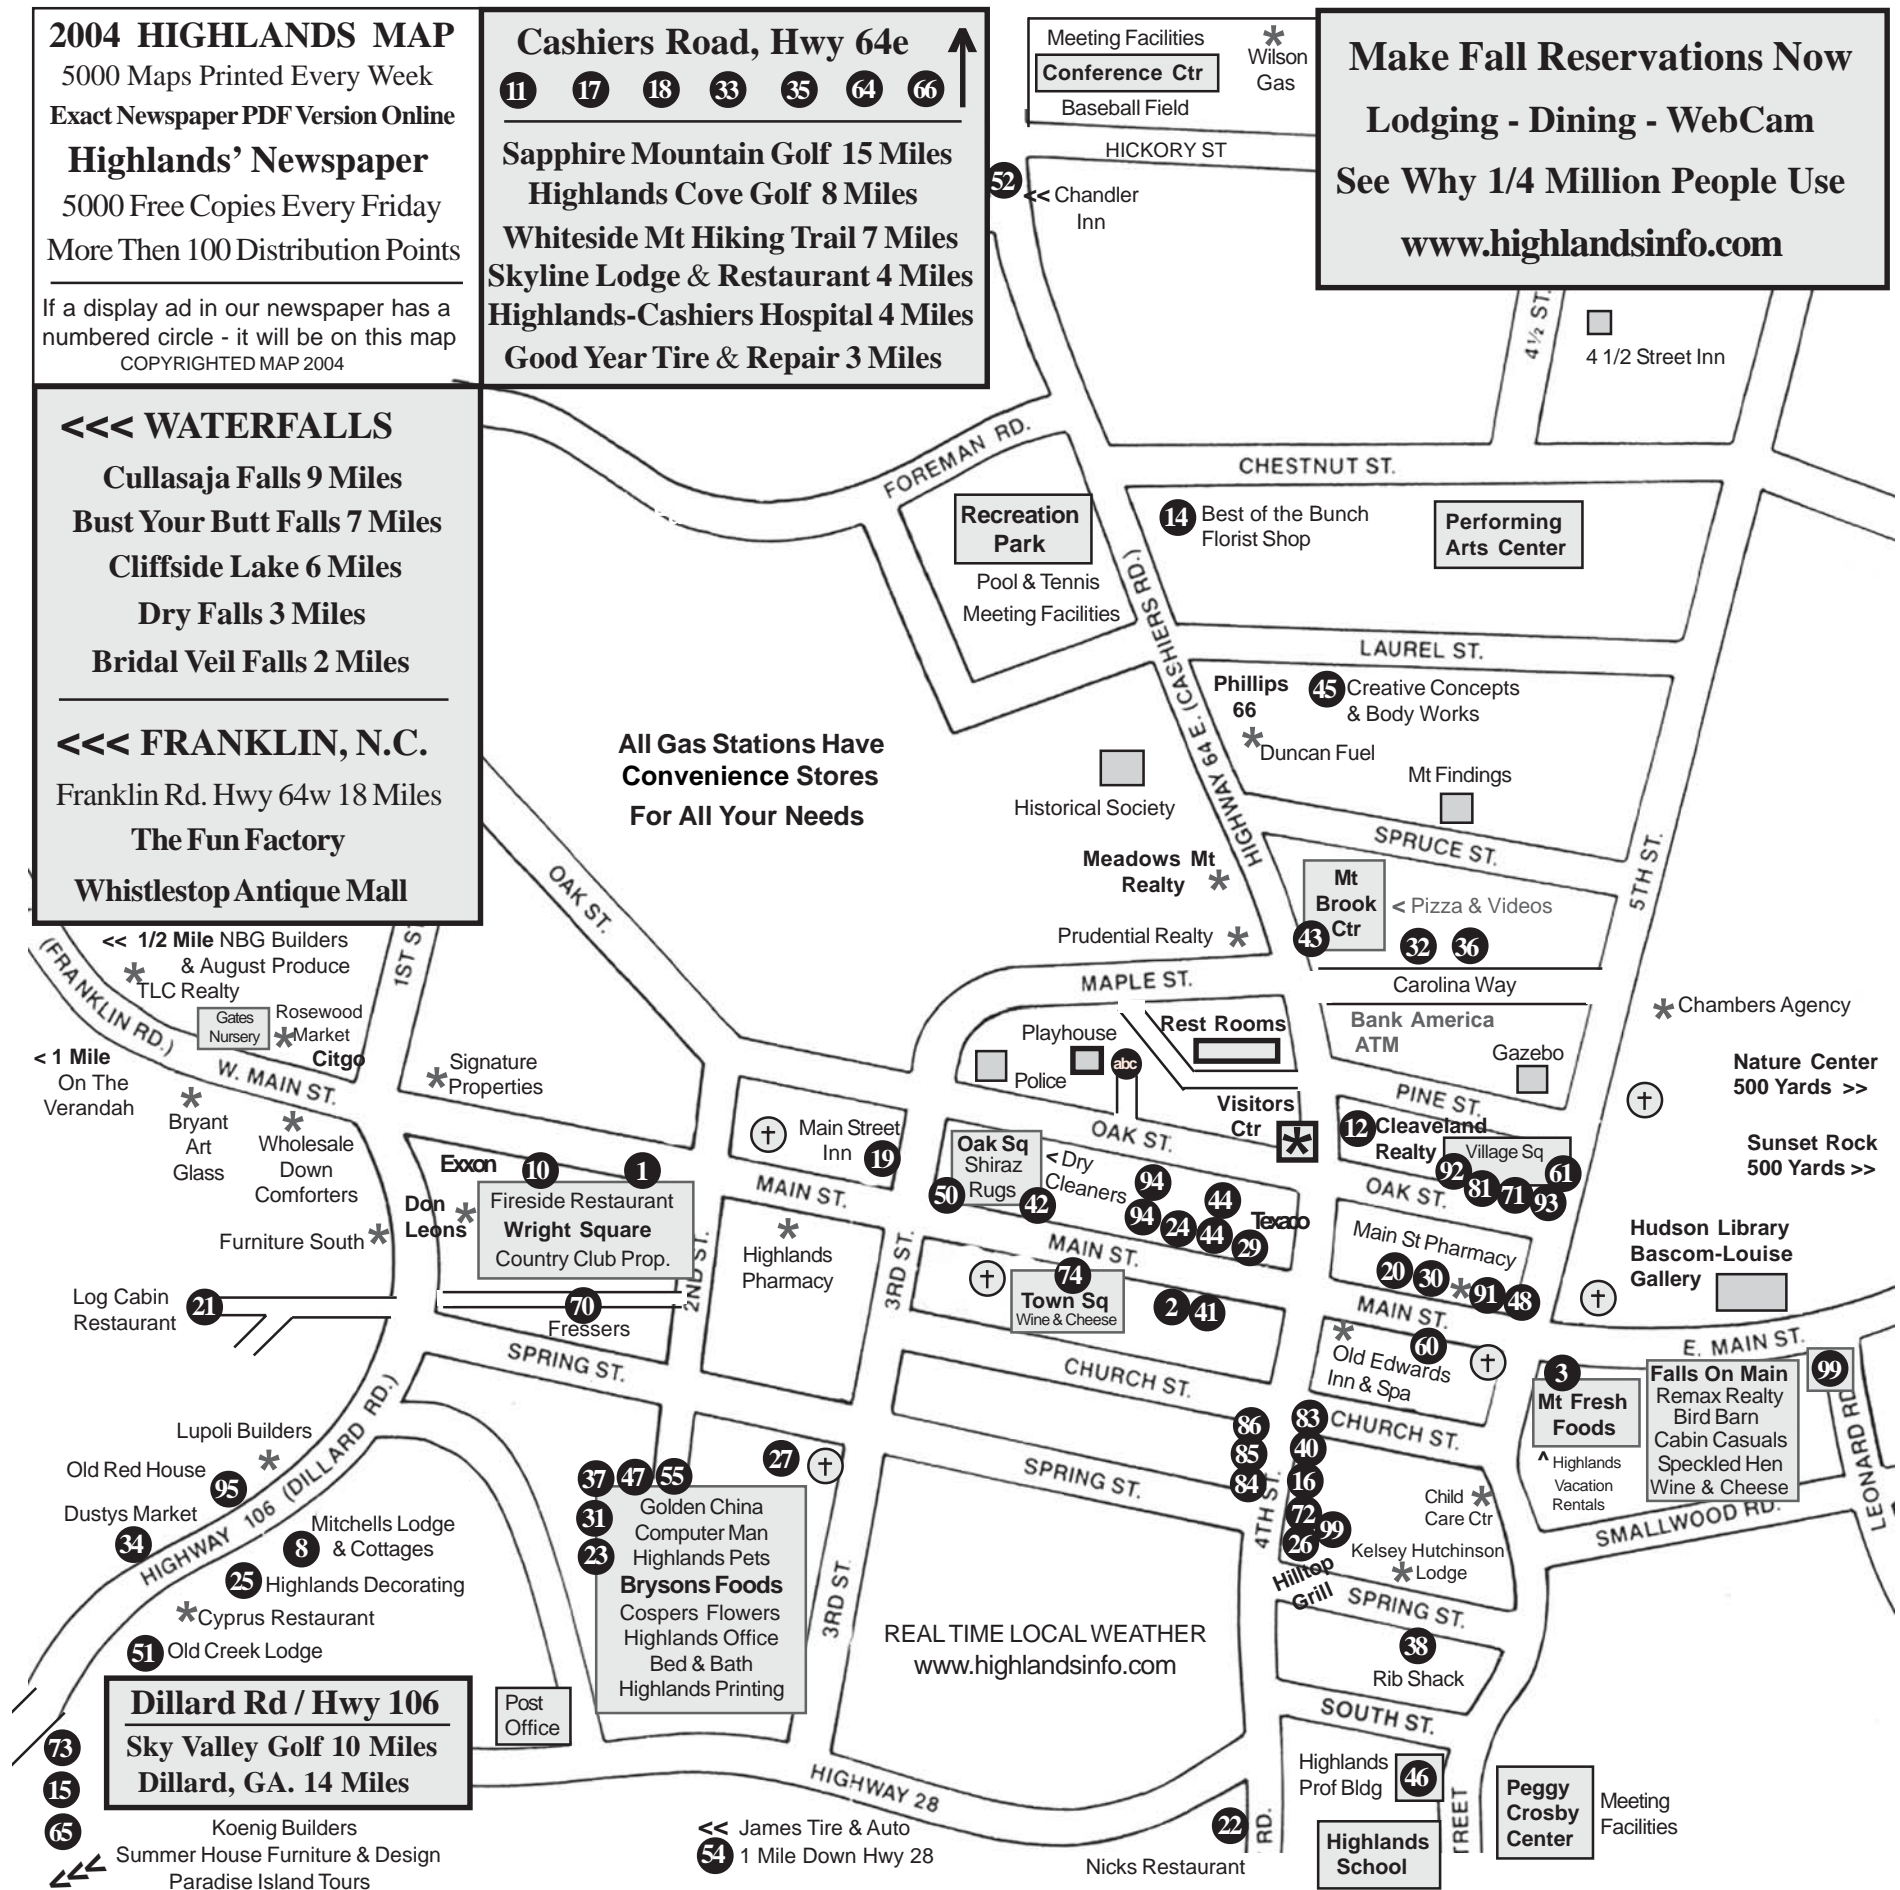 2004 HIGHLANDS MAP
5000 Maps Printed Every Week
Exact Newspaper PDF Version Online
Highlands' Newspaper
5000 Free Copies Every Friday
More Then 100 Distribution Points
If a display ad in our newspaper has a
numbered circle - it will be on this map
COPYRIGHTED MAP 2004
Cashiers Road, Hwy 64e
11 17 18 33 35 64 66
Sapphire Mountain Golf 15 Miles
Highlands Cove Golf 8 Miles
Whiteside Mt Hiking Trail 7 Miles
Skyline Lodge & Restaurant 4 Miles
Highlands-Cashiers Hospital 4 Miles
Good Year Tire & Repair 3 Miles
Meeting Facilities
Conference Ctr
Baseball Field
Wilson
Gas
HICKORY ST
52
<< Chandler
Inn
Make Fall Reservations Now
Lodging - Dining - WebCam
See Why 1/4 Million People Use
www.highlandsinfo.com
4½ ST.
4 1/2 Street Inn
<<< WATERFALLS
Cullasaja Falls 9 Miles
Bust Your Butt Falls 7 Miles
Cliffside Lake 6 Miles
Dry Falls 3 Miles
Bridal Veil Falls 2 Miles
<<< FRANKLIN, N.C.
Franklin Rd. Hwy 64w 18 Miles
The Fun Factory
Whistlestop Antique Mall
FOREMAN RD.
CHESTNUT ST.
Recreation
Park
Pool & Tennis
Meeting Facilities
14 Best of the Bunch
Florist Shop
Performing
Arts Center
HIGHWAY 64 E. (CASHIERS RD.)
LAUREL ST.
Phillips
66
Duncan Fuel
45 Creative Concepts
& Body Works
All Gas Stations Have
Convenience Stores
For All Your Needs
Historical Society
Mt Findings
SPRUCE ST.
5TH ST.
Meadows Mt
Realty
Prudential Realty
Mt
Brook
Ctr
43
< Pizza & Videos
32 36
Carolina Way
OAK ST.
MAPLE ST.
<< 1/2 Mile NBG Builders
& August Produce
TLC Realty
1ST ST
(FRANKLIN RD.)
Gates
Nursery
Rosewood
Market
Citgo
W. MAIN ST.
< 1 Mile
On The
Verandah
Bryant
Art
Glass
Wholesale
Down
Comforters
Signature
Properties
Playhouse
Police
abc
Rest Rooms
Bank America
ATM
Gazebo
Chambers Agency
Nature Center
500 Yards >>
Sunset Rock
500 Yards >>
PINE ST.
Visitors
Ctr
12 Cleaveland
Realty
Village Sq
92 81 71 93 61
OAK ST.
OAK ST.
Main Street
Inn 19
Oak Sq
Shiraz
Rugs
50 42
< Dry
Cleaners
94 94 24 44 44 29
Texaco
Exxon
10 1
Don
Leons
Fireside Restaurant
Wright Square
Country Club Prop.
Furniture South
MAIN ST.
Highlands
Pharmacy
2ND ST.
3RD ST.
MAIN ST.
74
Town Sq
Wine & Cheese
2 41
Main St Pharmacy
20 30 91 48
MAIN ST.
Hudson Library
Bascom-Louise
Gallery
E. MAIN ST.
Log Cabin
Restaurant
21
70
Fressers
SPRING ST.
CHURCH ST.
60
Old Edwards
Inn & Spa
3
Mt Fresh
Foods
^ Highlands
Vacation
Rentals
Falls On Main
Remax Realty
Bird Barn
Cabin Casuals
Speckled Hen
Wine & Cheese
99
LEONARD RD
SMALLWOOD RD.
86 85 84
83 40 16 72 99 26
CHURCH ST.
4TH ST.
Child
Care Ctr
Kelsey Hutchinson
Lodge
Hilltop
Grill
SPRING ST.
SPRING ST.
Lupoli Builders
Old Red House
95
Dustys Market
34
HIGHWAY 106 (DILLARD RD.)
8 Mitchells Lodge
& Cottages
25 Highlands Decorating
Cyprus Restaurant
51 Old Creek Lodge
27
37 47 55
31
23
Golden China
Computer Man
Highlands Pets
Brysons Foods
Cospers Flowers
Highlands Office
Bed & Bath
Highlands Printing
3RD ST.
REAL TIME LOCAL WEATHER
www.highlandsinfo.com
38
Rib Shack
SOUTH ST.
Post
Office
Dillard Rd / Hwy 106
Sky Valley Golf 10 Miles
Dillard, GA. 14 Miles
73
15
65
Koenig Builders
Summer House Furniture & Design
Paradise Island Tours
<<<
HIGHWAY 28
<< James Tire & Auto
54 1 Mile Down Hwy 28
22
Nicks Restaurant
RD.
Highlands
Prof Bldg
46
Highlands
School
TREET
Peggy
Crosby
Center
Meeting
Facilities